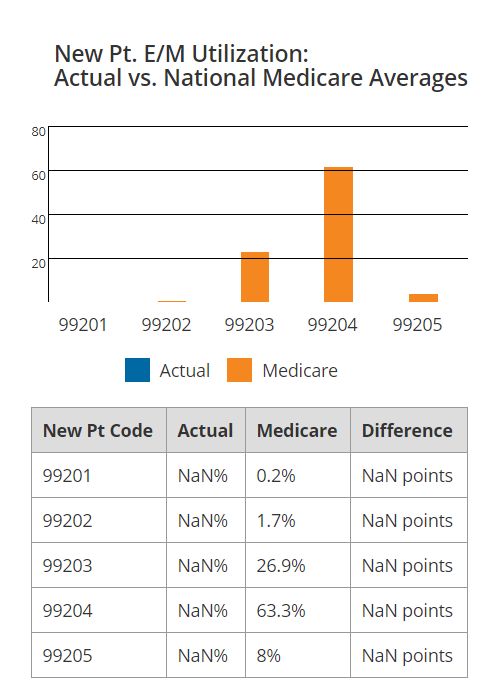 New Pt. E/M Utilization:
Actual vs. National Medicare Averages
80
60
40
20
99201 99202 99203 99204 99205
Actual Medicare
New Pt Code Actual Medicare Difference
99201 NaN% 0.2% NaN points
99202 NaN% 1.7% NaN points
99203 NaN% 26.9% NaN points
99204 NaN% 63.3% NaN points
99205 NaN% 8% NaN points